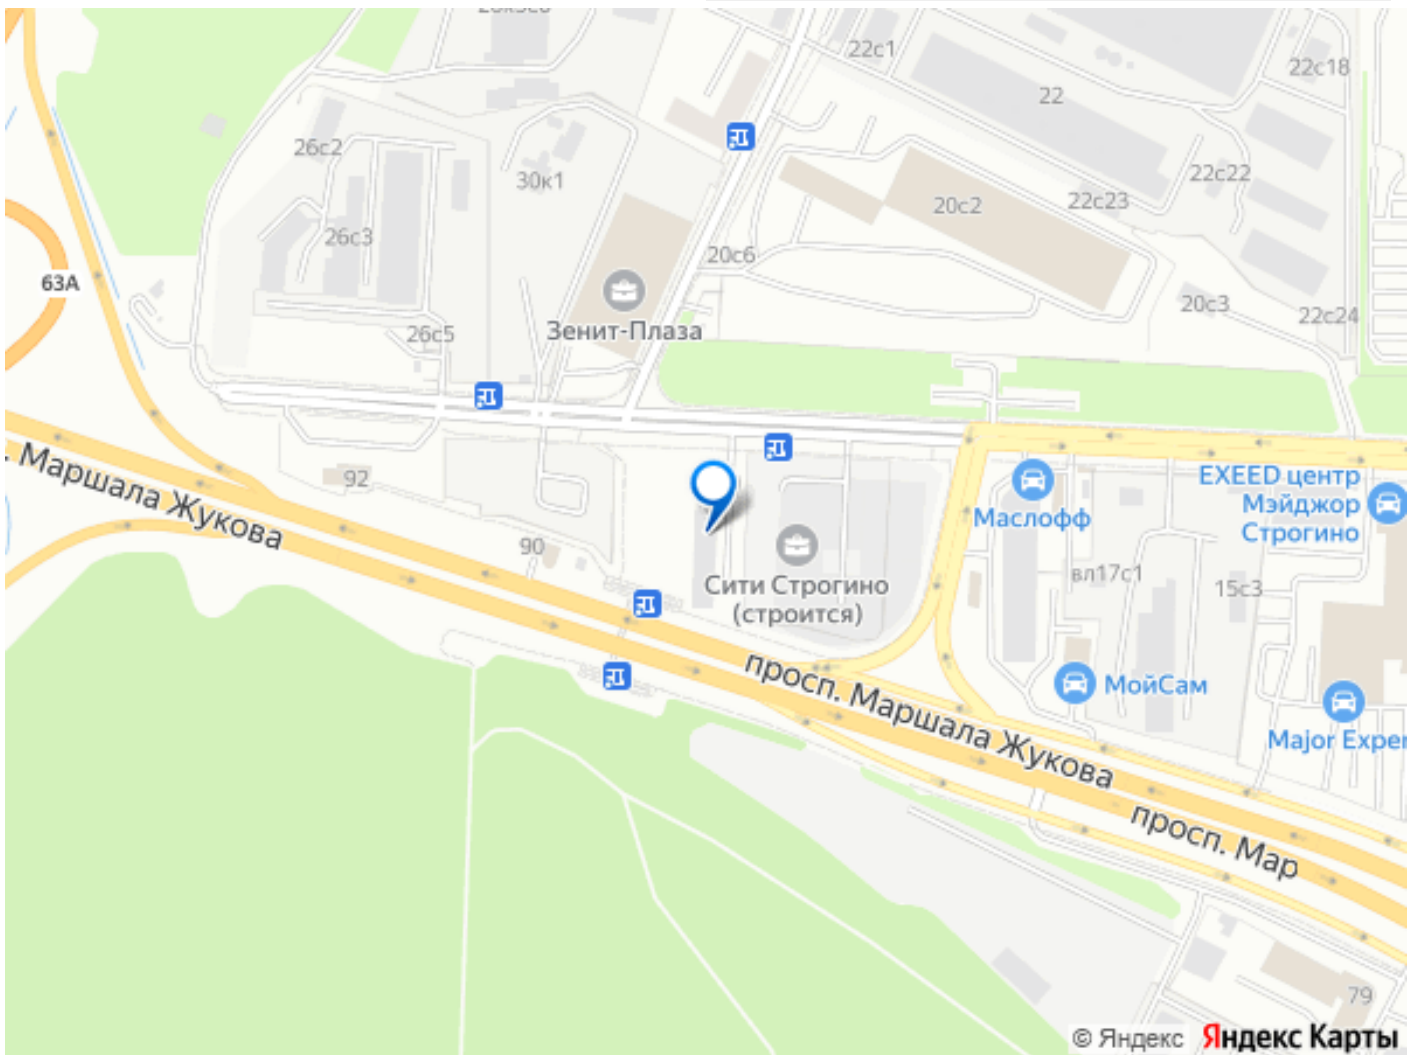 22с1
22с18
22
26с2
30к1
22с22
22с23
20с2
26с3
20с6
63А
Зенит-Плаза
20с3
22с24
26с5
. Маршала Жукова
92
EXEED центр
Мэйджор
Строгино
Маслофф
90
вл17с1
15с3
Сити Строгино
(строится)
просп. Маршала Жукова
МойСам
Major Exper
просп. Мар
79
© Яндекс Яндекс Карты